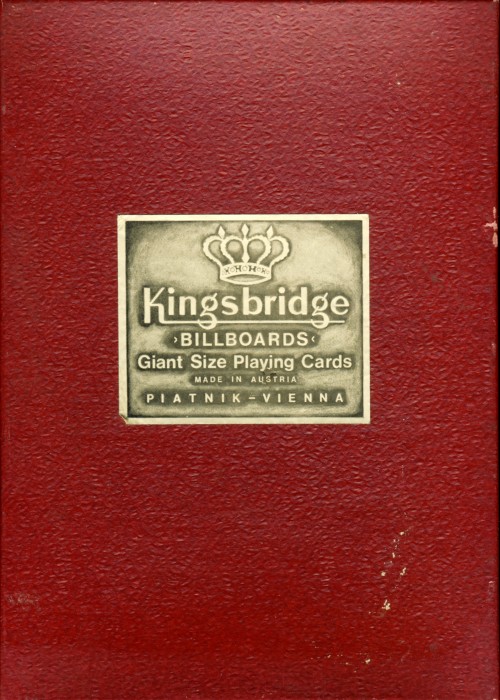 Kingsbridge
›BILLBOARDS‹
Giant Size Playing Cards
MADE IN AUSTRIA
PIATNIK-VIENNA